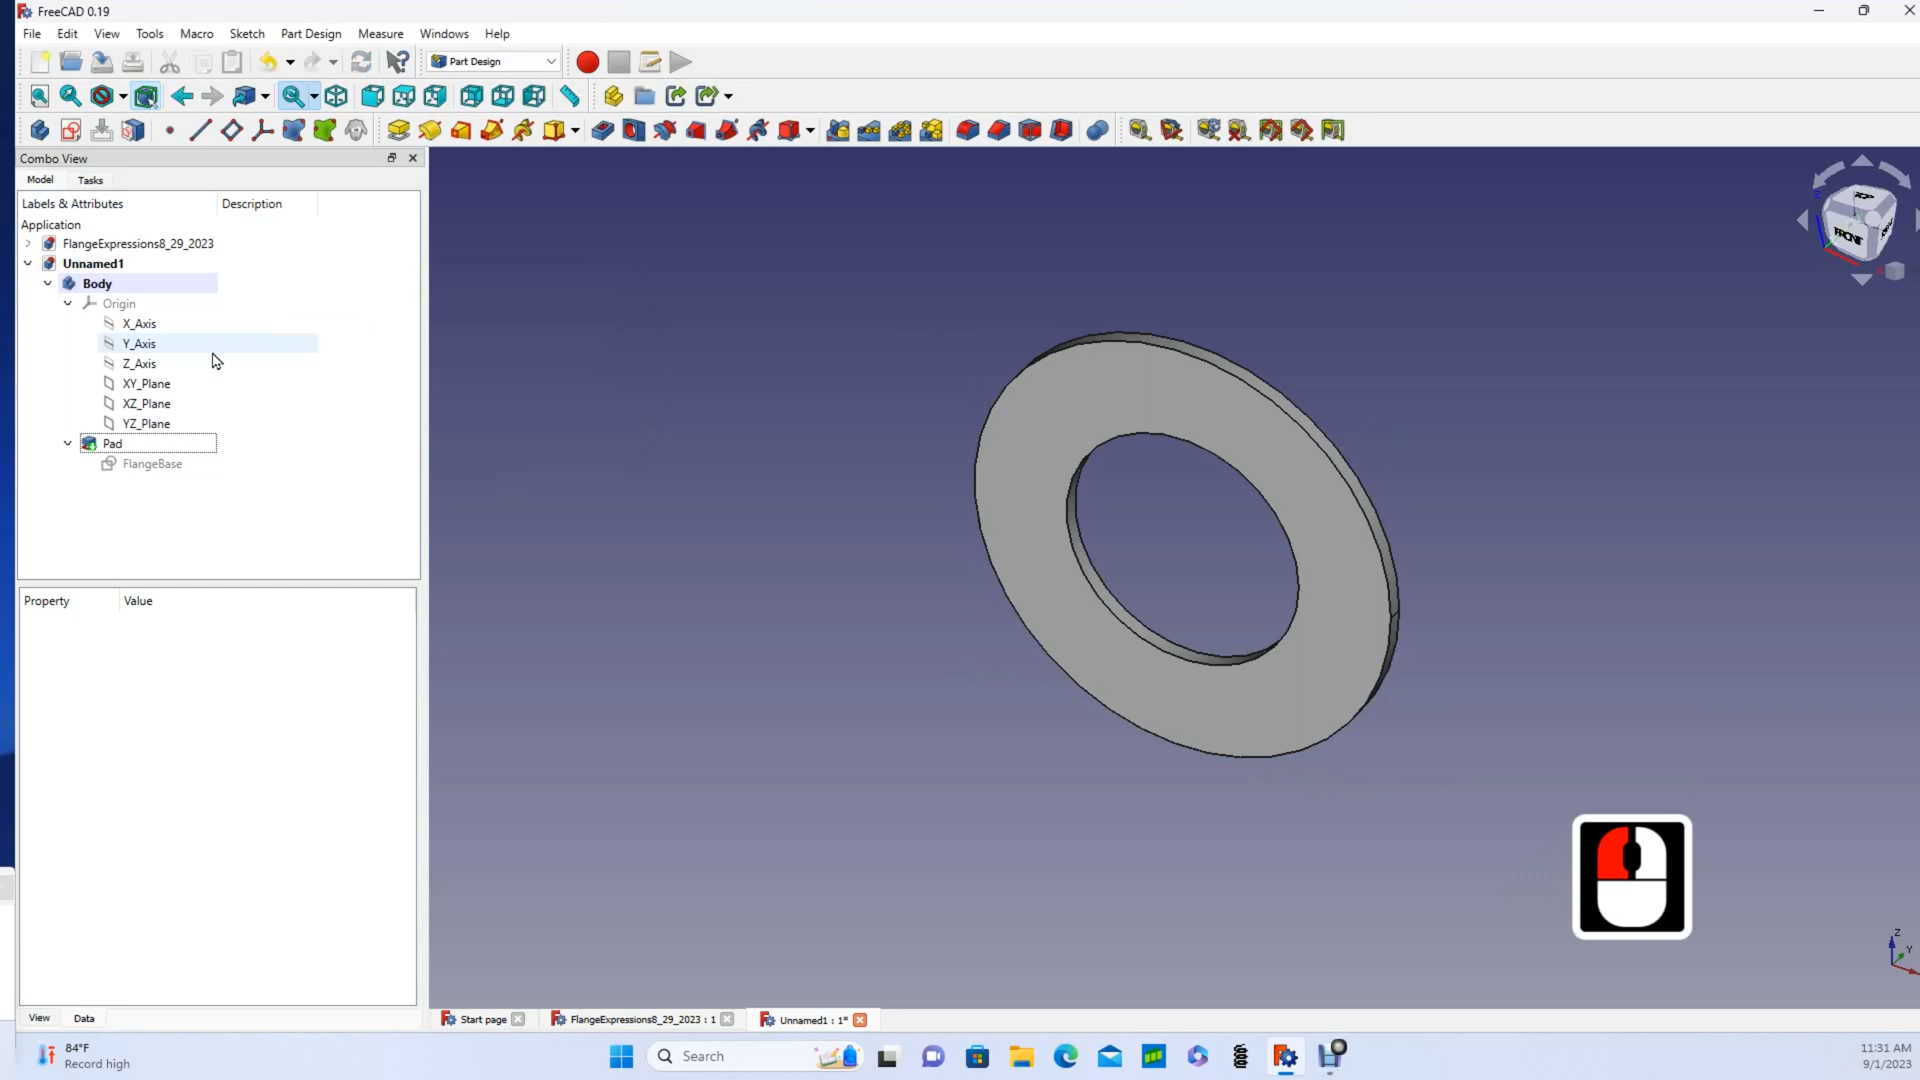 FreeCAD 0.19
File Edit View Tools Macro Sketch Part Design Measure Windows Help
Part Design
Combo View
Model Tasks
Labels & Attributes Description
Application
FlangeExpressions8_29_2023
Unnamed1
Body
Origin
X_Axis
Y_Axis
Z_Axis
XY_Plane
XZ_Plane
YZ_Plane
Pad
FlangeBase
Property Value
View Data
TOP
FRONT
Z
Y
Start page FlangeExpressions8_29_2023 : 1 Unnamed1 : 1*
84°F
Record high
Search
11:31 AM
9/1/2023